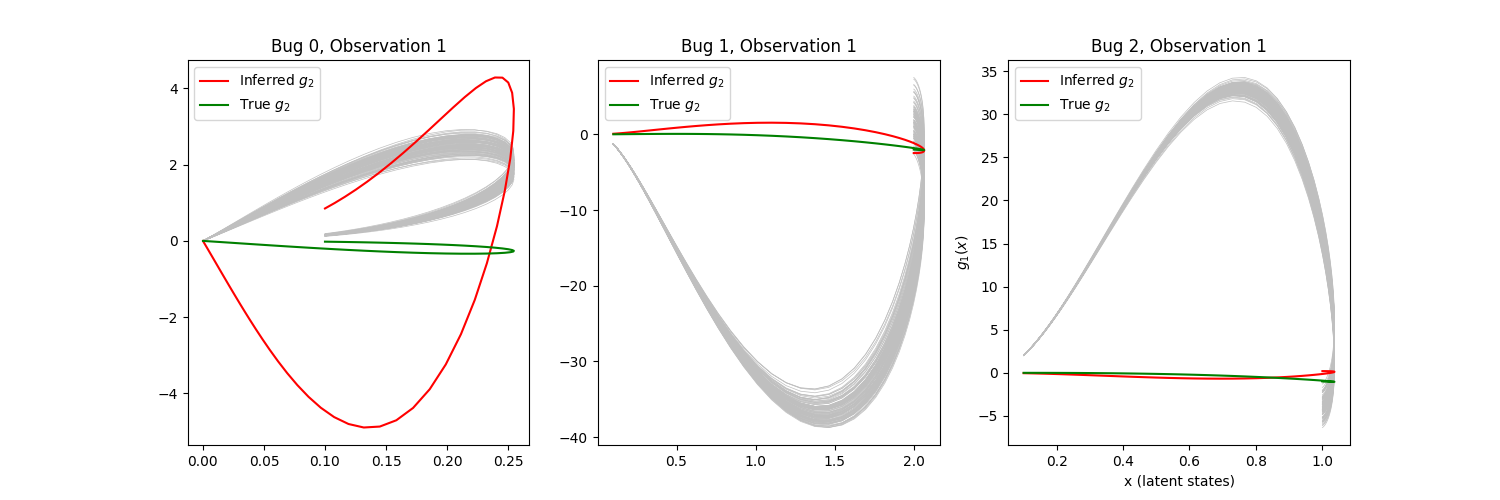 Bug 0, Observation 1
Inferred g₂
True g₂
4
2
0
−2
−4
0.00 0.05 0.10 0.15 0.20 0.25
Bug 1, Observation 1
Inferred g₂
True g₂
0
−10
−20
−30
−40
0.5 1.0 1.5 2.0
Bug 2, Observation 1
Inferred g₂
True g₂
35
30
25
20
15
10
5
0
−5
g₁(x)
0.2 0.4 0.6 0.8 1.0
x (latent states)